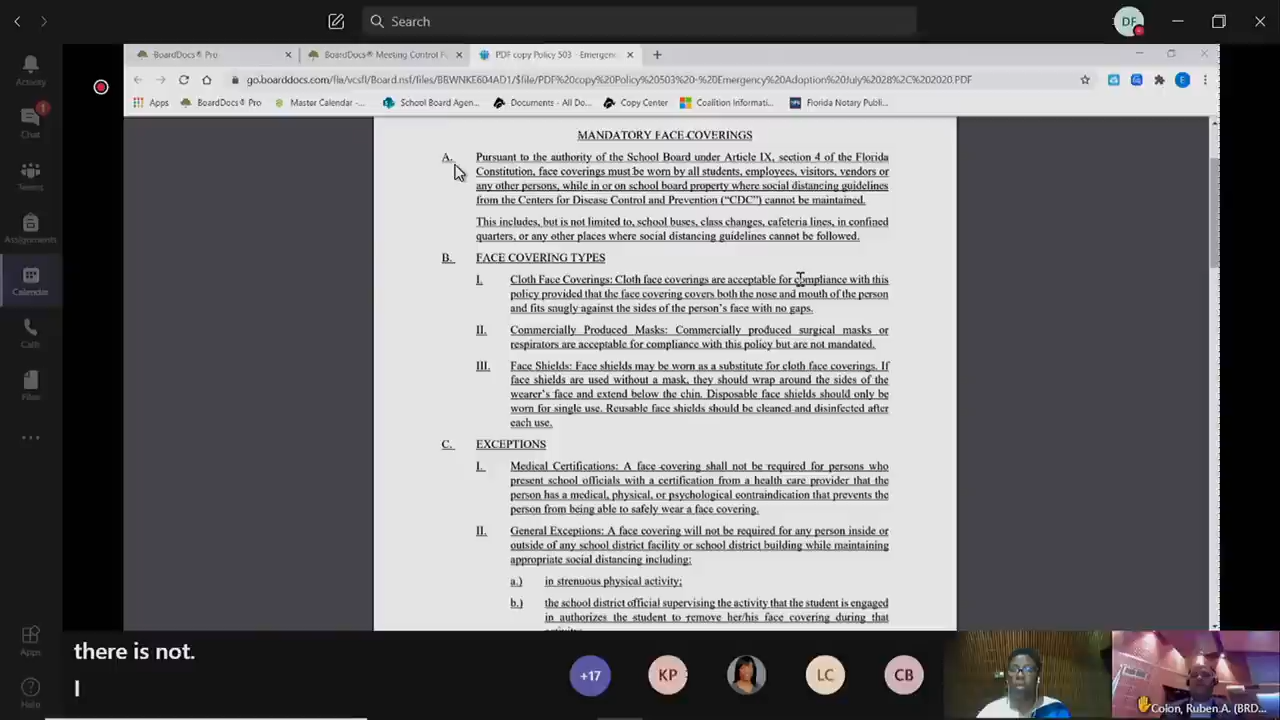 Search
DF
BoardDocs® Pro
BoardDocs® Meeting Control P
PDF copy Policy 503 - Emergenc
go.boarddocs.com/fla/vcsfl/Board.nsf/files/BRWNKE604AD1/$file/PDF%20copy%20Policy%20503%20-%20Emergency%20Adoption%20July%2028%2C%202020.PDF
Apps
BoardDocs® Pro
Master Calendar -...
School Board Agen...
Documents - All Do...
Copy Center
Coalition Informati...
Florida Notary Publi...
E
Activity
Chat
1
Teams
Assignments
Calendar
Calls
Files
Apps
Help
MANDATORY FACE COVERINGS
A. Pursuant to the authority of the School Board under Article IX, section 4 of the Florida
Constitution, face coverings must be worn by all students, employees, visitors, vendors or
any other persons, while in or on school board property where social distancing guidelines
from the Centers for Disease Control and Prevention (“CDC”) cannot be maintained.
This includes, but is not limited to, school buses, class changes, cafeteria lines, in confined
quarters, or any other places where social distancing guidelines cannot be followed.
B. FACE COVERING TYPES
I. Cloth Face Coverings: Cloth face coverings are acceptable for compliance with this
policy provided that the face covering covers both the nose and mouth of the person
and fits snugly against the sides of the person’s face with no gaps.
II. Commercially Produced Masks: Commercially produced surgical masks or
respirators are acceptable for compliance with this policy but are not mandated.
III. Face Shields: Face shields may be worn as a substitute for cloth face coverings. If
face shields are used without a mask, they should wrap around the sides of the
wearer’s face and extend below the chin. Disposable face shields should only be
worn for single use. Reusable face shields should be cleaned and disinfected after
each use.
C. EXCEPTIONS
I. Medical Certifications: A face covering shall not be required for persons who
present school officials with a certification from a health care provider that the
person has a medical, physical, or psychological contraindication that prevents the
person from being able to safely wear a face covering.
II. General Exceptions: A face covering will not be required for any person inside or
outside of any school district facility or school district building while maintaining
appropriate social distancing including:
a.) in strenuous physical activity;
b.) the school district official supervising the activity that the student is engaged
in authorizes the student to remove her/his face covering during that
there is not.
I
+17
KP
LC
CB
Colon, Ruben A. (BRD...